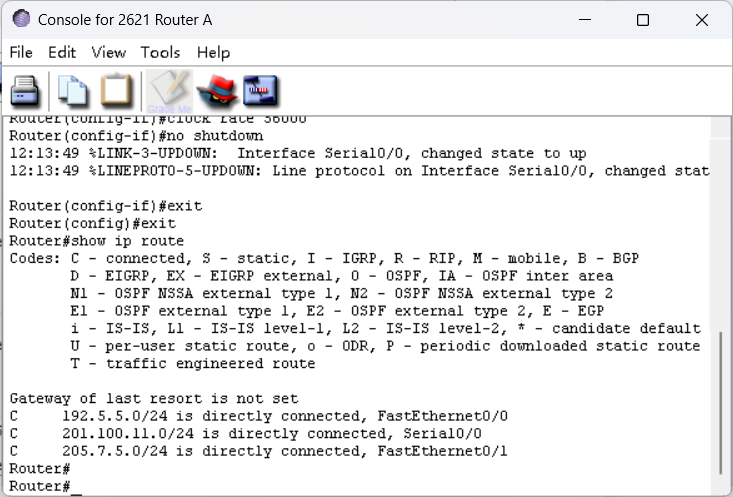 Console for 2621 Router A
File Edit View Tools Help
Grade Me
Router(config-if)#clock rate 56000
Router(config-if)#no shutdown
12:13:49 %LINK-3-UPDOWN:  Interface Serial0/0, changed state to up
12:13:49 %LINEPROTO-5-UPDOWN: Line protocol on Interface Serial0/0, changed stat
Router(config-if)#exit
Router(config)#exit
Router#show ip route
Codes: C - connected, S - static, I - IGRP, R - RIP, M - mobile, B - BGP
D - EIGRP, EX - EIGRP external, O - OSPF, IA - OSPF inter area
N1 - OSPF NSSA external type 1, N2 - OSPF NSSA external type 2
E1 - OSPF external type 1, E2 - OSPF external type 2, E - EGP
i - IS-IS, L1 - IS-IS level-1, L2 - IS-IS level-2, * - candidate default
U - per-user static route, o - ODR, P - periodic downloaded static route
T - traffic engineered route
Gateway of last resort is not set
C     192.5.5.0/24 is directly connected, FastEthernet0/0
C     201.100.11.0/24 is directly connected, Serial0/0
C     205.7.5.0/24 is directly connected, FastEthernet0/1
Router#
Router#_